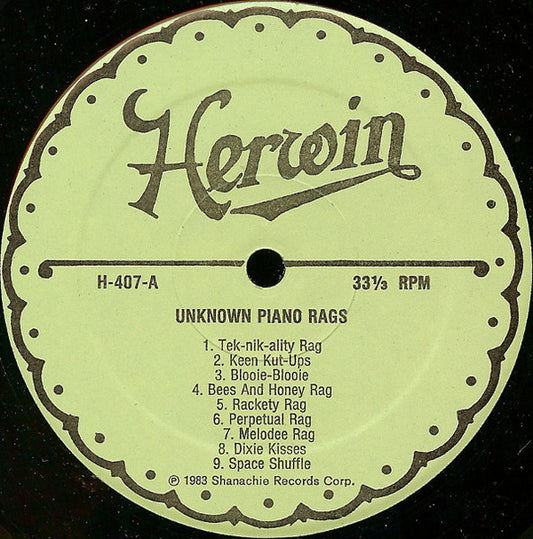 Herwin
H-407-A 33⅓ RPM
UNKNOWN PIANO RAGS
1. Tek-nik-ality Rag
2. Keen Kut-Ups
3. Blooie-Blooie
4. Bees And Honey Rag
5. Rackety Rag
6. Perpetual Rag
7. Melodee Rag
8. Dixie Kisses
9. Space Shuffle
℗ 1983 Shanachie Records Corp.